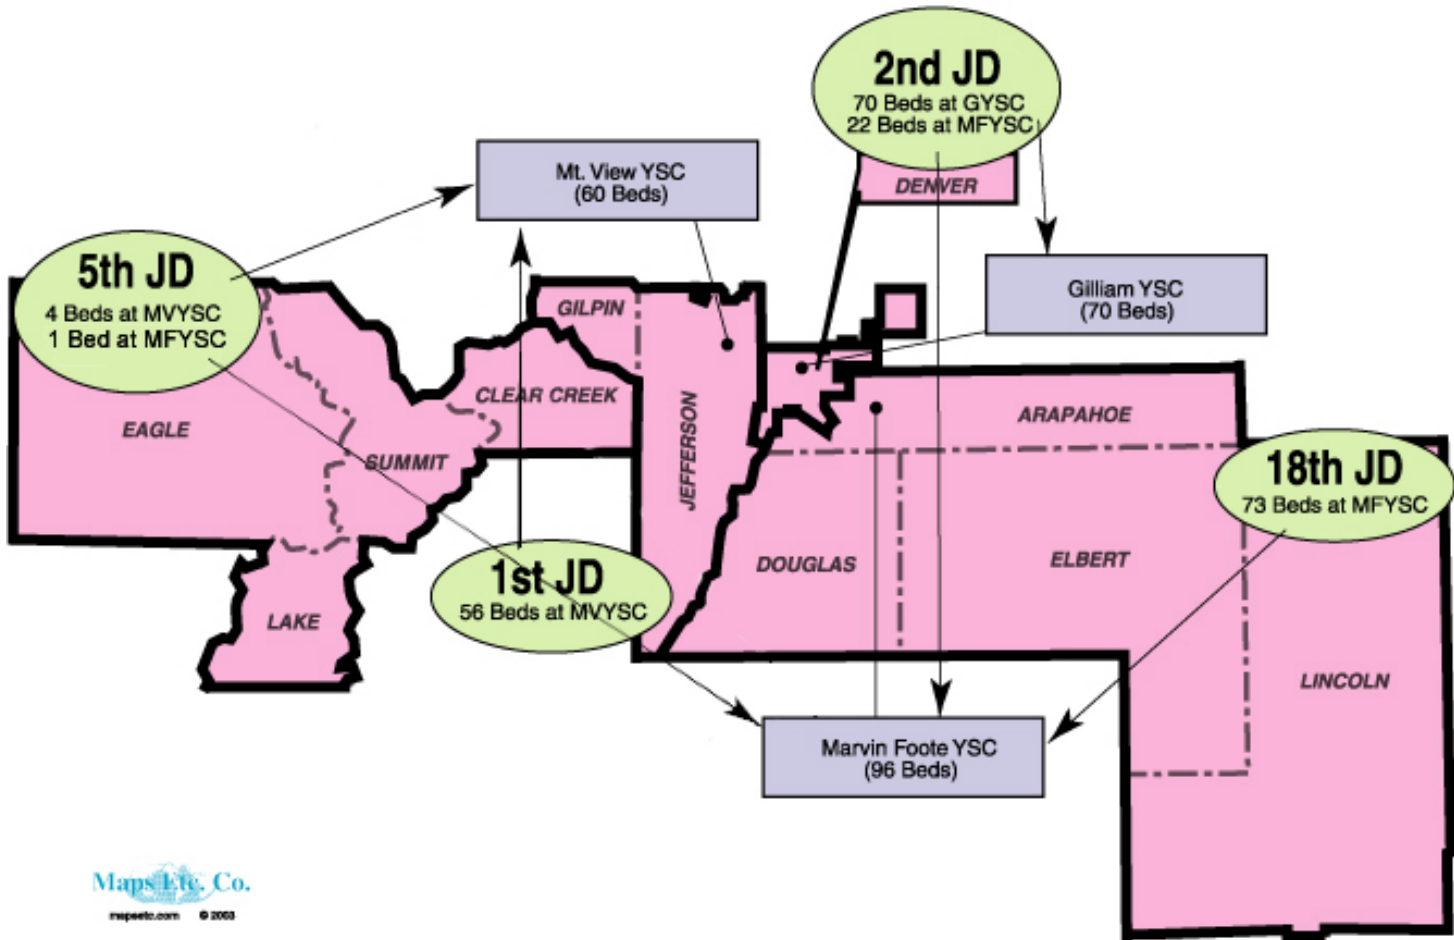 2nd JD
70 Beds at GYSC
22 Beds at MFYSC
Mt. View YSC
(60 Beds)
DENVER
5th JD
4 Beds at MVYSC
1 Bed at MFYSC
Gilliam YSC
(70 Beds)
GILPIN
CLEAR CREEK
EAGLE
SUMMIT
JEFFERSON
ARAPAHOE
18th JD
73 Beds at MFYSC
1st JD
56 Beds at MVYSC
DOUGLAS
ELBERT
LAKE
LINCOLN
Marvin Foote YSC
(96 Beds)
Maps Etc. Co.
mapsetc.com © 2003